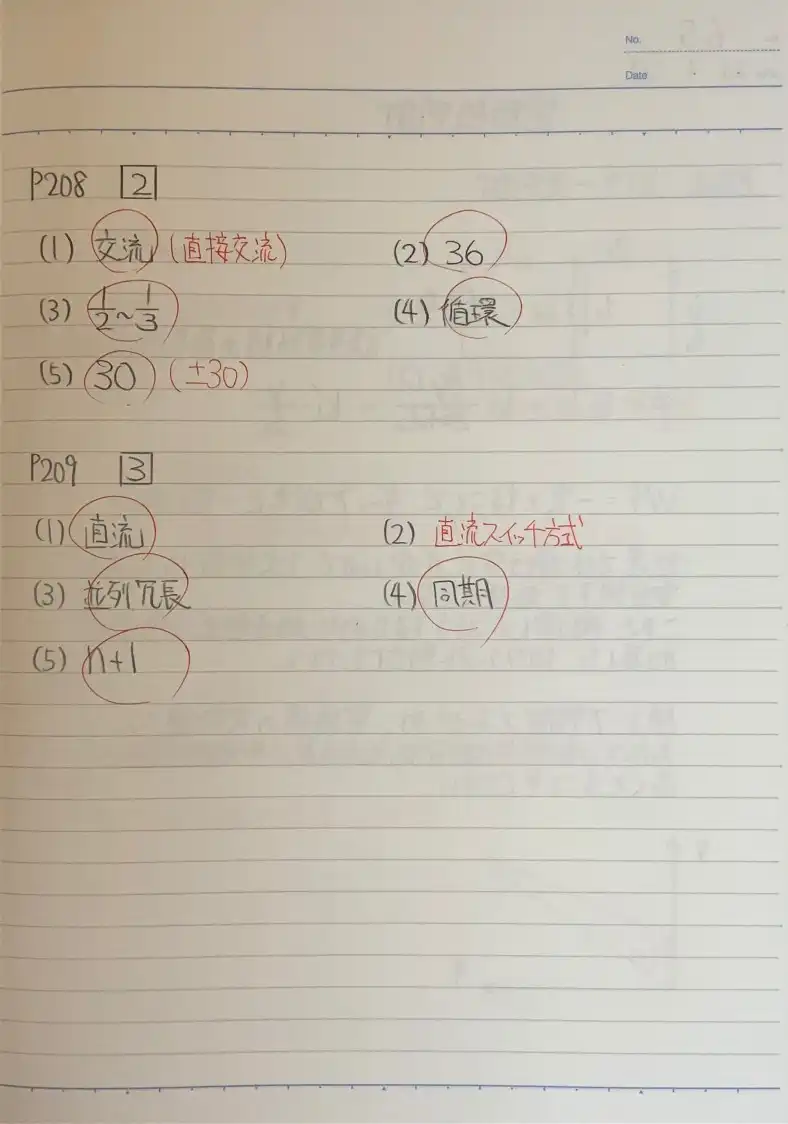 No.
Date
P208 2
(1) 交流 (直接交流) (2) 36
(3) 1/2~1/3 (4) 循環
(5) 30 (±30)
P209 3
(1) 直流 (2) 直流スイッチ方式
(3) 並列冗長 (4) 同期
(5) n+1